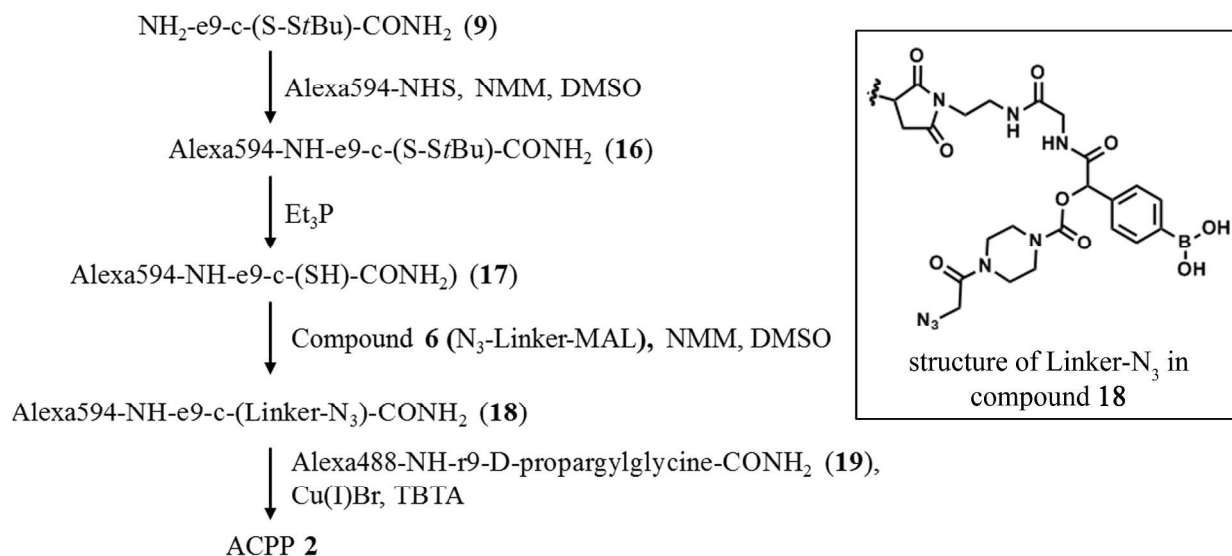 NH₂-e9-c-(S-StBu)-CONH₂ (9)
Alexa594-NHS, NMM, DMSO
Alexa594-NH-e9-c-(S-StBu)-CONH₂ (16)
Et₃P
Alexa594-NH-e9-c-(SH)-CONH₂) (17)
Compound 6 (N₃-Linker-MAL), NMM, DMSO
Alexa594-NH-e9-c-(Linker-N₃)-CONH₂ (18)
Alexa488-NH-r9-D-propargylglycine-CONH₂ (19),
Cu(I)Br, TBTA
ACPP 2
O
N
O
N
H
O
HN
O
O
N
O
B
OH
OH
O
N
N₃
structure of Linker-N₃ in
compound 18